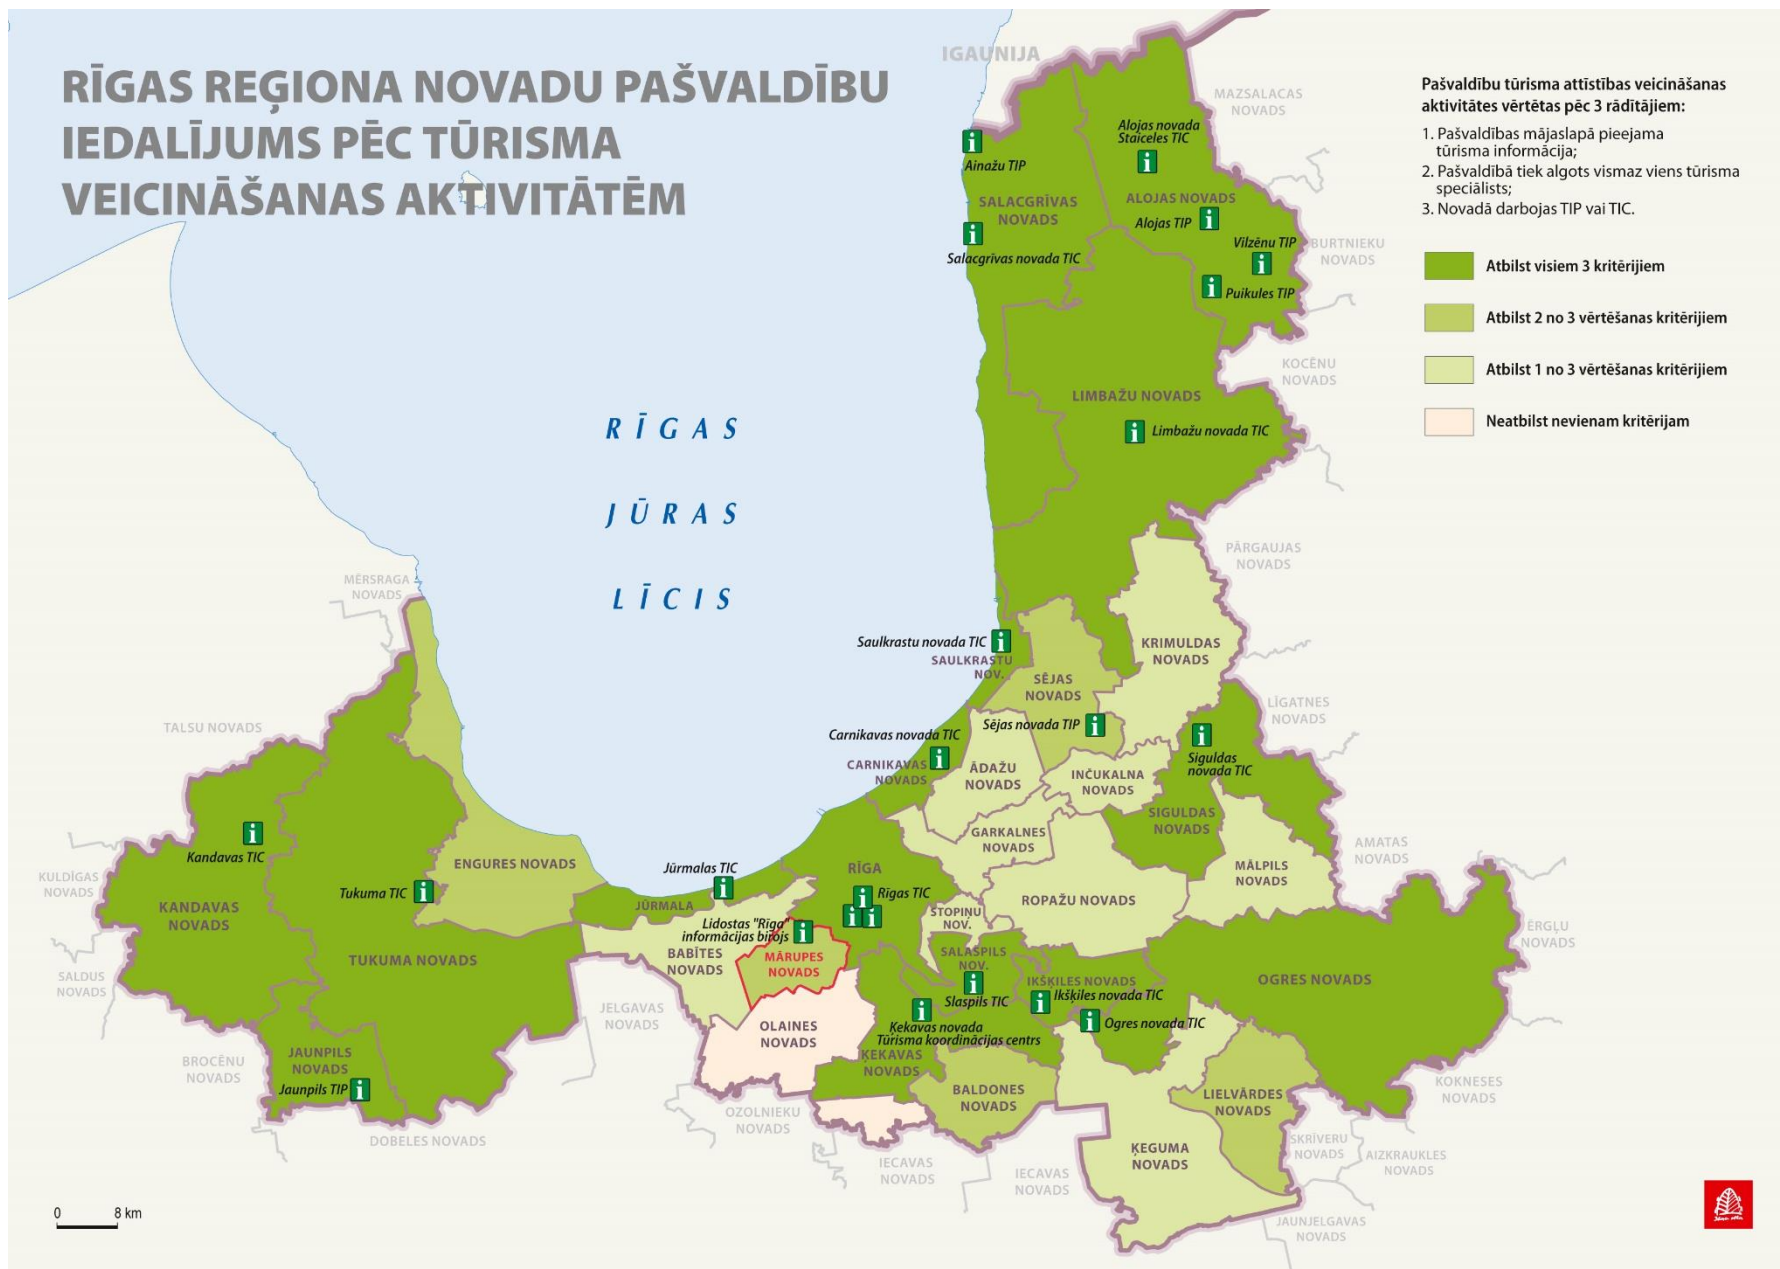 RĪGAS REĢIONA NOVADU PAŠVALDĪBU
IEDALĪJUMS PĒC TŪRISMA
VEICINĀŠANAS AKTIVITĀTĒM
Pašvaldību tūrisma attīstības veicināšanas
aktivitātes vērtētas pēc 3 rādītājiem:
1. Pašvaldības mājaslapā pieejama
tūrisma informācija;
2. Pašvaldībā tiek algots vismaz viens tūrisma
speciālists;
3. Novadā darbojas TIP vai TIC.
Atbilst visiem 3 kritērijiem
Atbilst 2 no 3 vērtēšanas kritērijiem
Atbilst 1 no 3 vērtēšanas kritērijiem
Neatbilst nevienam kritērijam
IGAUNIJA
MAZSALACAS
NOVADS
Alojas novada
Staiceles TIC
Ainažu TIP
SALACGRĪVAS
NOVADS
ALOJAS NOVADS
Alojas TIP
Vilzēnu TIP
BURTNIEKU
NOVADS
Salacgrīvas novada TIC
Puikules TIP
KOCĒNU
NOVADS
LIMBAŽU NOVADS
Limbažu novada TIC
RĪGAS
JŪRAS
LĪCIS
PĀRGAUJAS
NOVADS
MĒRSRAGA
NOVADS
Saulkrastu novada TIC
SAULKRASTU
NOV.
KRIMULDAS
NOVADS
SĒJAS
NOVADS
LĪGATNES
NOVADS
TALSU NOVADS
Sējas novada TIP
Carnikavas novada TIC
CARNIKAVAS
NOVADS
ĀDAŽU
NOVADS
INČUKALNA
NOVADS
Siguldas
novada TIC
SIGULDAS
NOVADS
GARKALNES
NOVADS
AMATAS
NOVADS
MĀLPILS
NOVADS
Kandavas TIC
KULDĪGAS
NOVADS
ENGURES NOVADS
Jūrmalas TIC
RĪGA
Rīgas TIC
Tukuma TIC
JŪRMALA
ROPAŽU NOVADS
KANDAVAS
NOVADS
STOPIŅU
NOV.
Lidostas "Rīga"
informācijas birojs
ĒRGĻU
NOVADS
BABĪTES
NOVADS
MĀRUPES
NOVADS
SALASPILS
NOV.
TUKUMA NOVADS
SALDUS
NOVADS
IKŠĶILES NOVADS
Ikšķiles novada TIC
OGRES NOVADS
Slaspils TIC
JELGAVAS
NOVADS
OLAINES
NOVADS
Ķekavas novada
Tūrisma koordinācijas centrs
Ogres novada TIC
ĶEKAVAS
NOVADS
JAUNPILS
NOVADS
BROCĒNU
NOVADS
Jaunpils TIP
KOKNESES
NOVADS
BALDONES
NOVADS
LIELVĀRDES
NOVADS
OZOLNIEKU
NOVADS
DOBELES NOVADS
SKRĪVERU
NOVADS
AIZKRAUKLES
NOVADS
ĶEGUMA
NOVADS
IECAVAS
NOVADS
IECAVAS
NOVADS
JAUNJELGAVAS
NOVADS
0 8 km